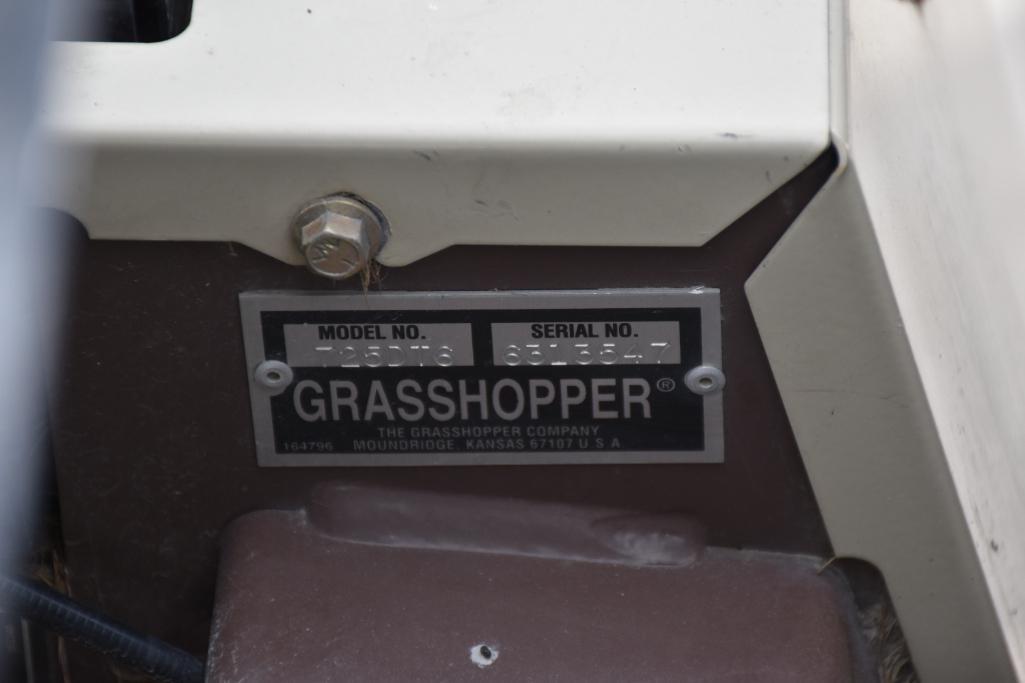 MODEL NO. SERIAL NO.
725DT6 6313547
GRASSHOPPER®
THE GRASSHOPPER COMPANY
164796 MOUNDRIDGE, KANSAS 67107 U S A